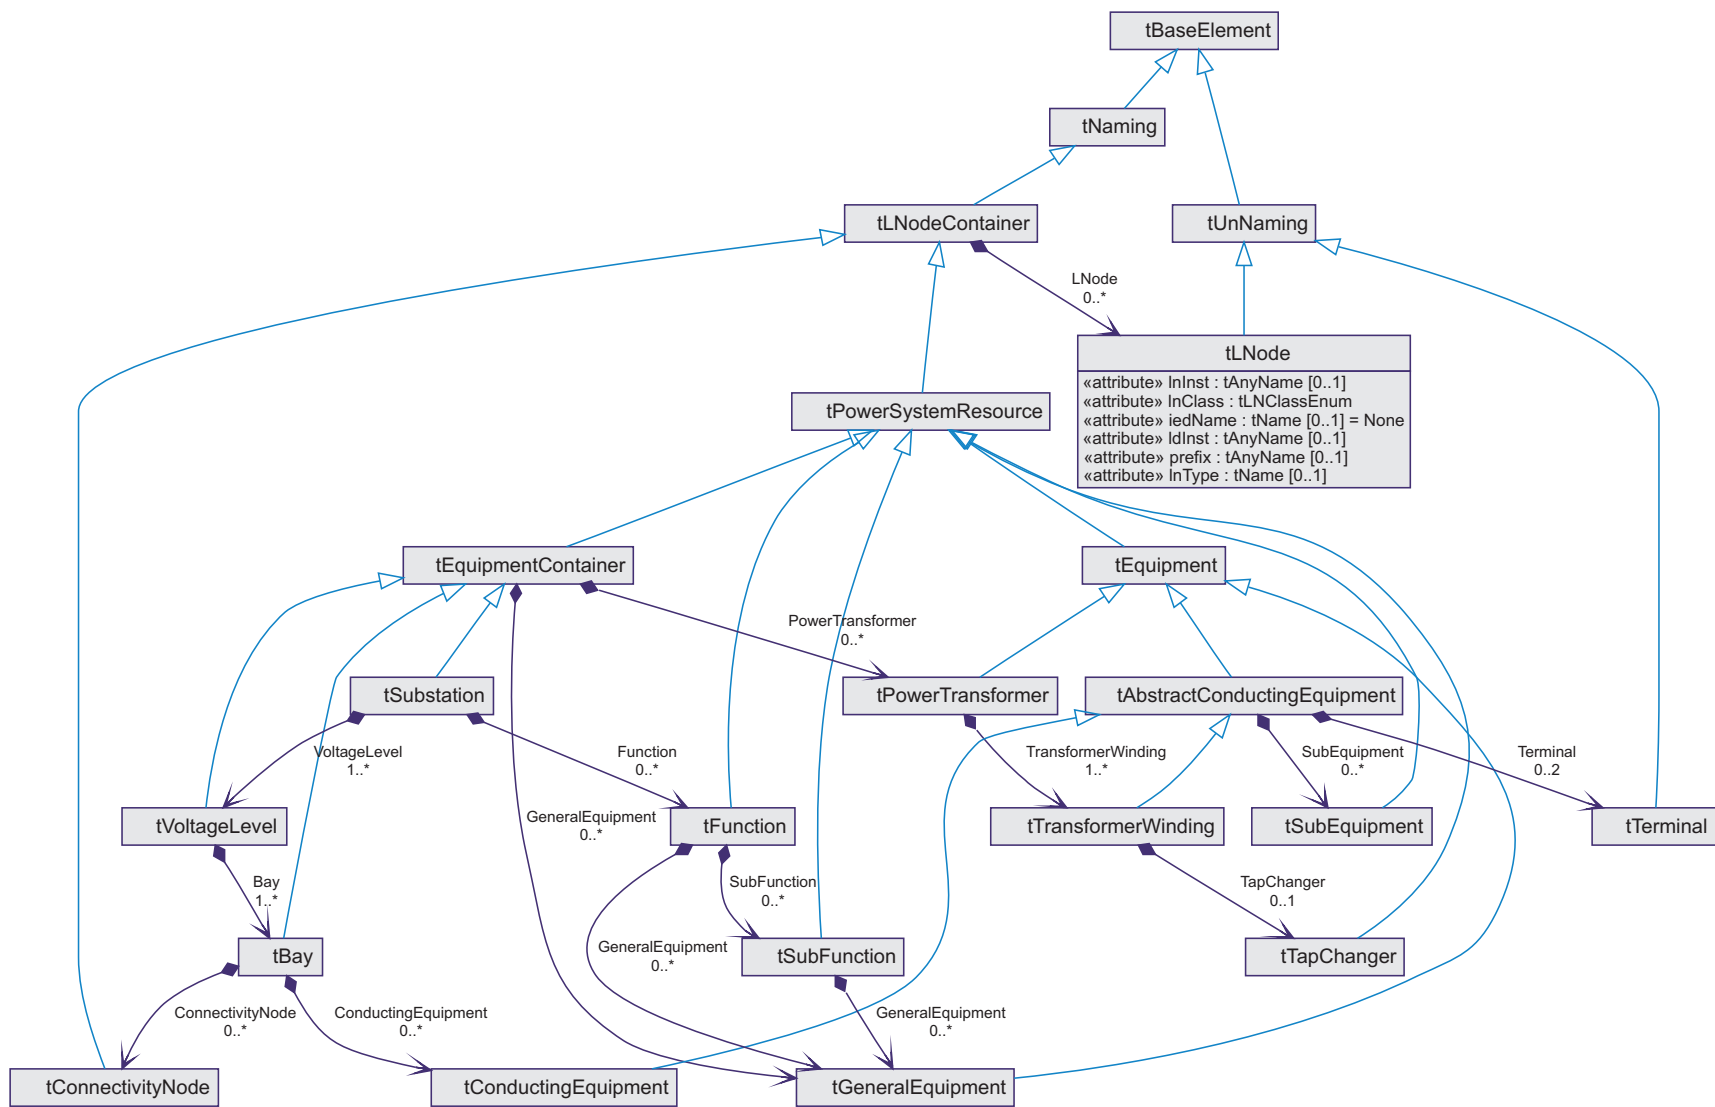 tBaseElement
tNaming
tLNodeContainer
tUnNaming
LNode
0..*
tLNode
«attribute» lnInst : tAnyName [0..1]
«attribute» lnClass : tLNClassEnum
«attribute» iedName : tName [0..1] = None
«attribute» ldInst : tAnyName [0..1]
«attribute» prefix : tAnyName [0..1]
«attribute» lnType : tName [0..1]
tPowerSystemResource
tEquipmentContainer
tEquipment
PowerTransformer
0..*
tSubstation
tPowerTransformer
tAbstractConductingEquipment
VoltageLevel
1..*
Function
0..*
TransformerWinding
1..*
SubEquipment
0..*
Terminal
0..2
GeneralEquipment
0..*
tVoltageLevel
tFunction
tTransformerWinding
tSubEquipment
tTerminal
Bay
1..*
SubFunction
0..*
TapChanger
0..1
GeneralEquipment
0..*
tBay
tSubFunction
tTapChanger
ConnectivityNode
0..*
ConductingEquipment
0..*
GeneralEquipment
0..*
tConnectivityNode
tConductingEquipment
tGeneralEquipment